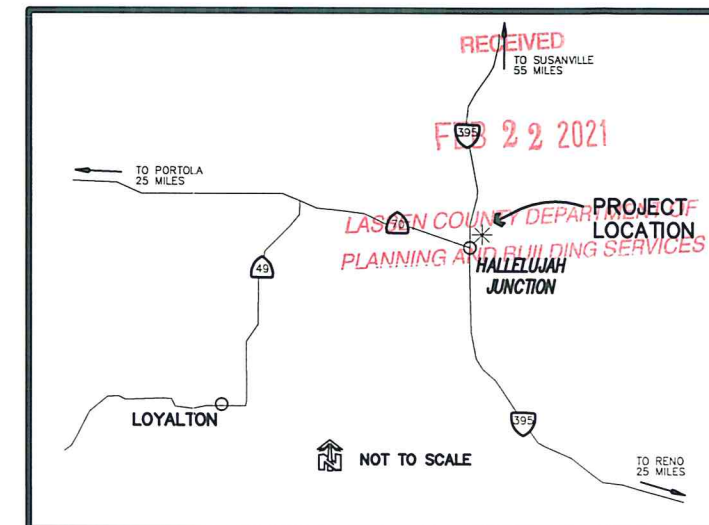 RECEIVED
TO SUSANVILLE
55 MILES
395
FEB 22 2021
TO PORTOLA
25 MILES
PROJECT
LOCATION
LASSEN COUNTY DEPARTMENT OF
PLANNING AND BUILDING SERVICES
70
49
HALLELUJAH
JUNCTION
LOYALTON
395
N
NOT TO SCALE
TO RENO
25 MILES